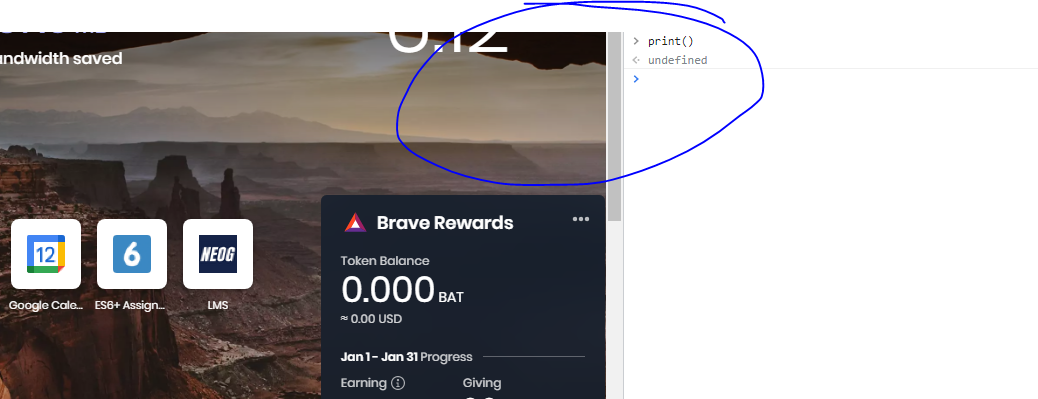 0.12
andwidth saved
> print()
undefined
>
Brave Rewards
Token Balance
0.000 BAT
≈ 0.00 USD
12
6
NEOG
Google Cale...
ES6+ Assign...
LMS
Jan 1 - Jan 31 Progress
Earning
Giving